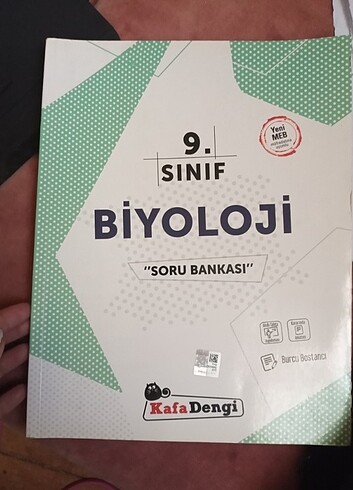 9.
SINIF
Yeni
MEB
BİYOLOJİ
"SORU BANKASI"
Burcu Bostancı
KafaDengi